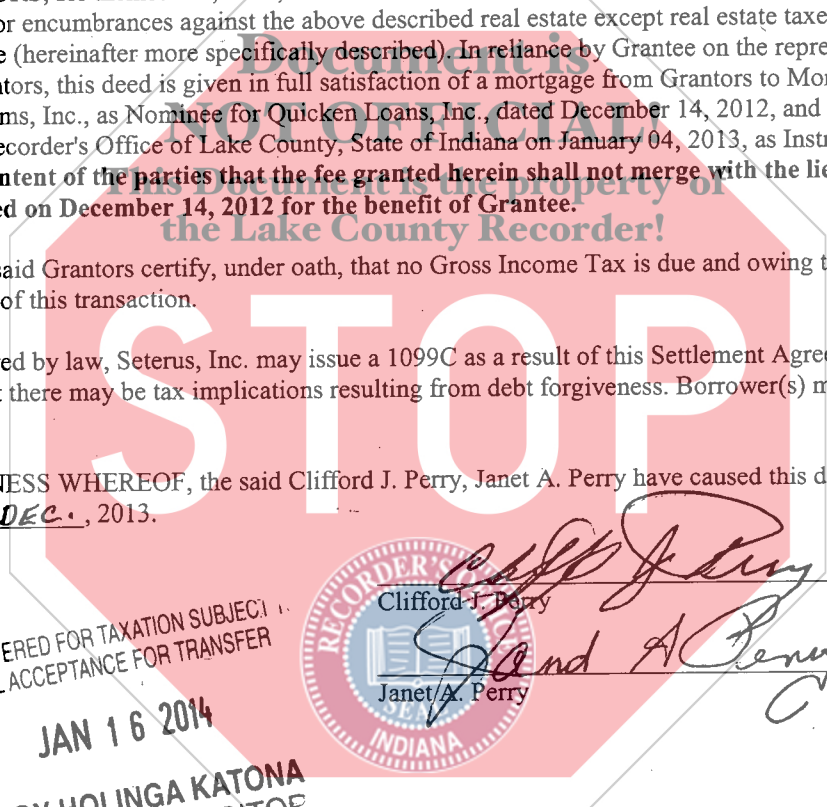 or encumbrances against the above described real estate except real estate taxe
e (hereinafter more specifically described). In reliance by Grantee on the repre
ntors, this deed is given in full satisfaction of a mortgage from Grantors to Mor
ms, Inc., as Nominee for Quicken Loans, Inc., dated December 14, 2012, and
ecorder's Office of Lake County, State of Indiana on January 04, 2013, as Instr
ntent of the parties that the fee granted herein shall not merge with the lie
ed on December 14, 2012 for the benefit of Grantee.
Document is
NOT OFFICIAL!
This Document is the property of
the Lake County Recorder!
said Grantors certify, under oath, that no Gross Income Tax is due and owing t
of this transaction.
STOP
red by law, Seterus, Inc. may issue a 1099C as a result of this Settlement Agre
t there may be tax implications resulting from debt forgiveness. Borrower(s) m
NESS WHEREOF, the said Clifford J. Perry, Janet A. Perry have caused this d
DEC., 2013.
Clifford J. Perry
Janet A. Perry
RECORDER'S OFFICE
SEAL
INDIANA
ERED FOR TAXATION SUBJECT
L ACCEPTANCE FOR TRANSFER
JAN 16 2014
HOLINGA KATONA